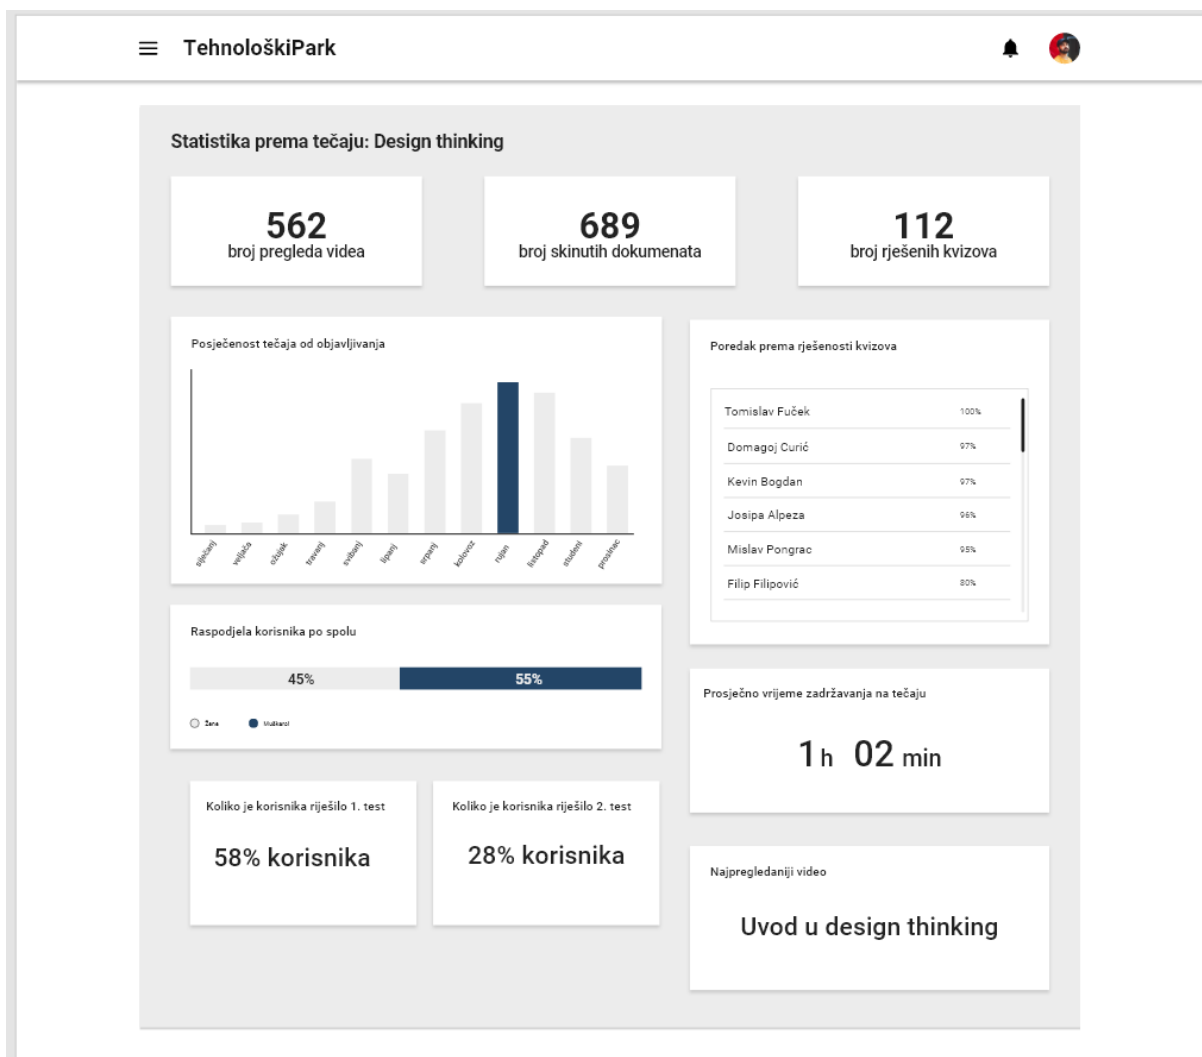 TehnološkiPark
Statistika prema tečaju: Design thinking
562
broj pregleda videa
689
broj skinutih dokumenata
112
broj rješenih kvizova
Posječenost tečaja od objavljivanja
siječanj
veljača
ožujak
travanj
svibanj
lipanj
srpanj
kolovoz
rujan
listopad
studeni
prosinac
Poredak prema rješenosti kvizova
Tomislav Fuček 100%
Domagoj Curić 97%
Kevin Bogdan 97%
Josipa Alpeza 96%
Mislav Pongrac 95%
Filip Filipović 80%
Raspodjela korisnika po spolu
45% 55%
Žene Muškarci
Prosječno vrijeme zadržavanja na tečaju
1 h 02 min
Koliko je korisnika riješilo 1. test
58% korisnika
Koliko je korisnika riješilo 2. test
28% korisnika
Najpregledaniji video
Uvod u design thinking